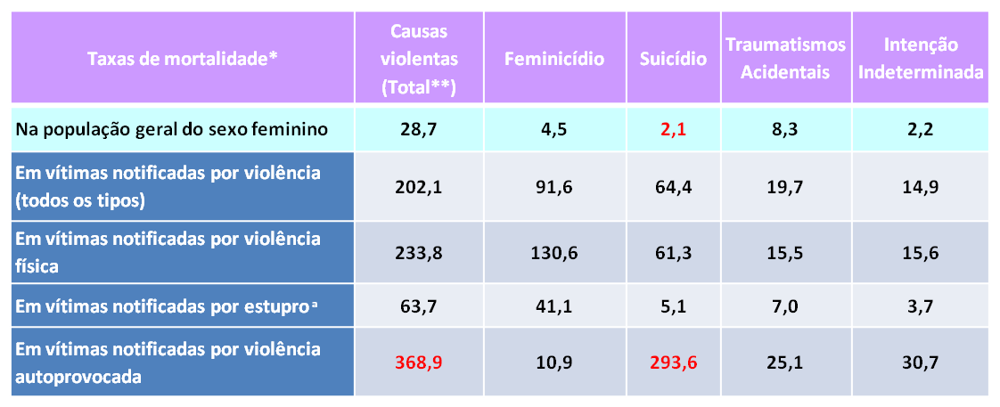 Taxas de mortalidade*
Causas
violentas
(Total**)
Feminicídio
Suicídio
Traumatismos
Acidentais
Intenção
Indeterminada
Na população geral do sexo feminino
28,7
4,5
2,1
8,3
2,2
Em vítimas notificadas por violência
(todos os tipos)
202,1
91,6
64,4
19,7
14,9
Em vítimas notificadas por violência
física
233,8
130,6
61,3
15,5
15,6
Em vítimas notificadas por estuproª
63,7
41,1
5,1
7,0
3,7
Em vítimas notificadas por violência
autoprovocada
368,9
10,9
293,6
25,1
30,7